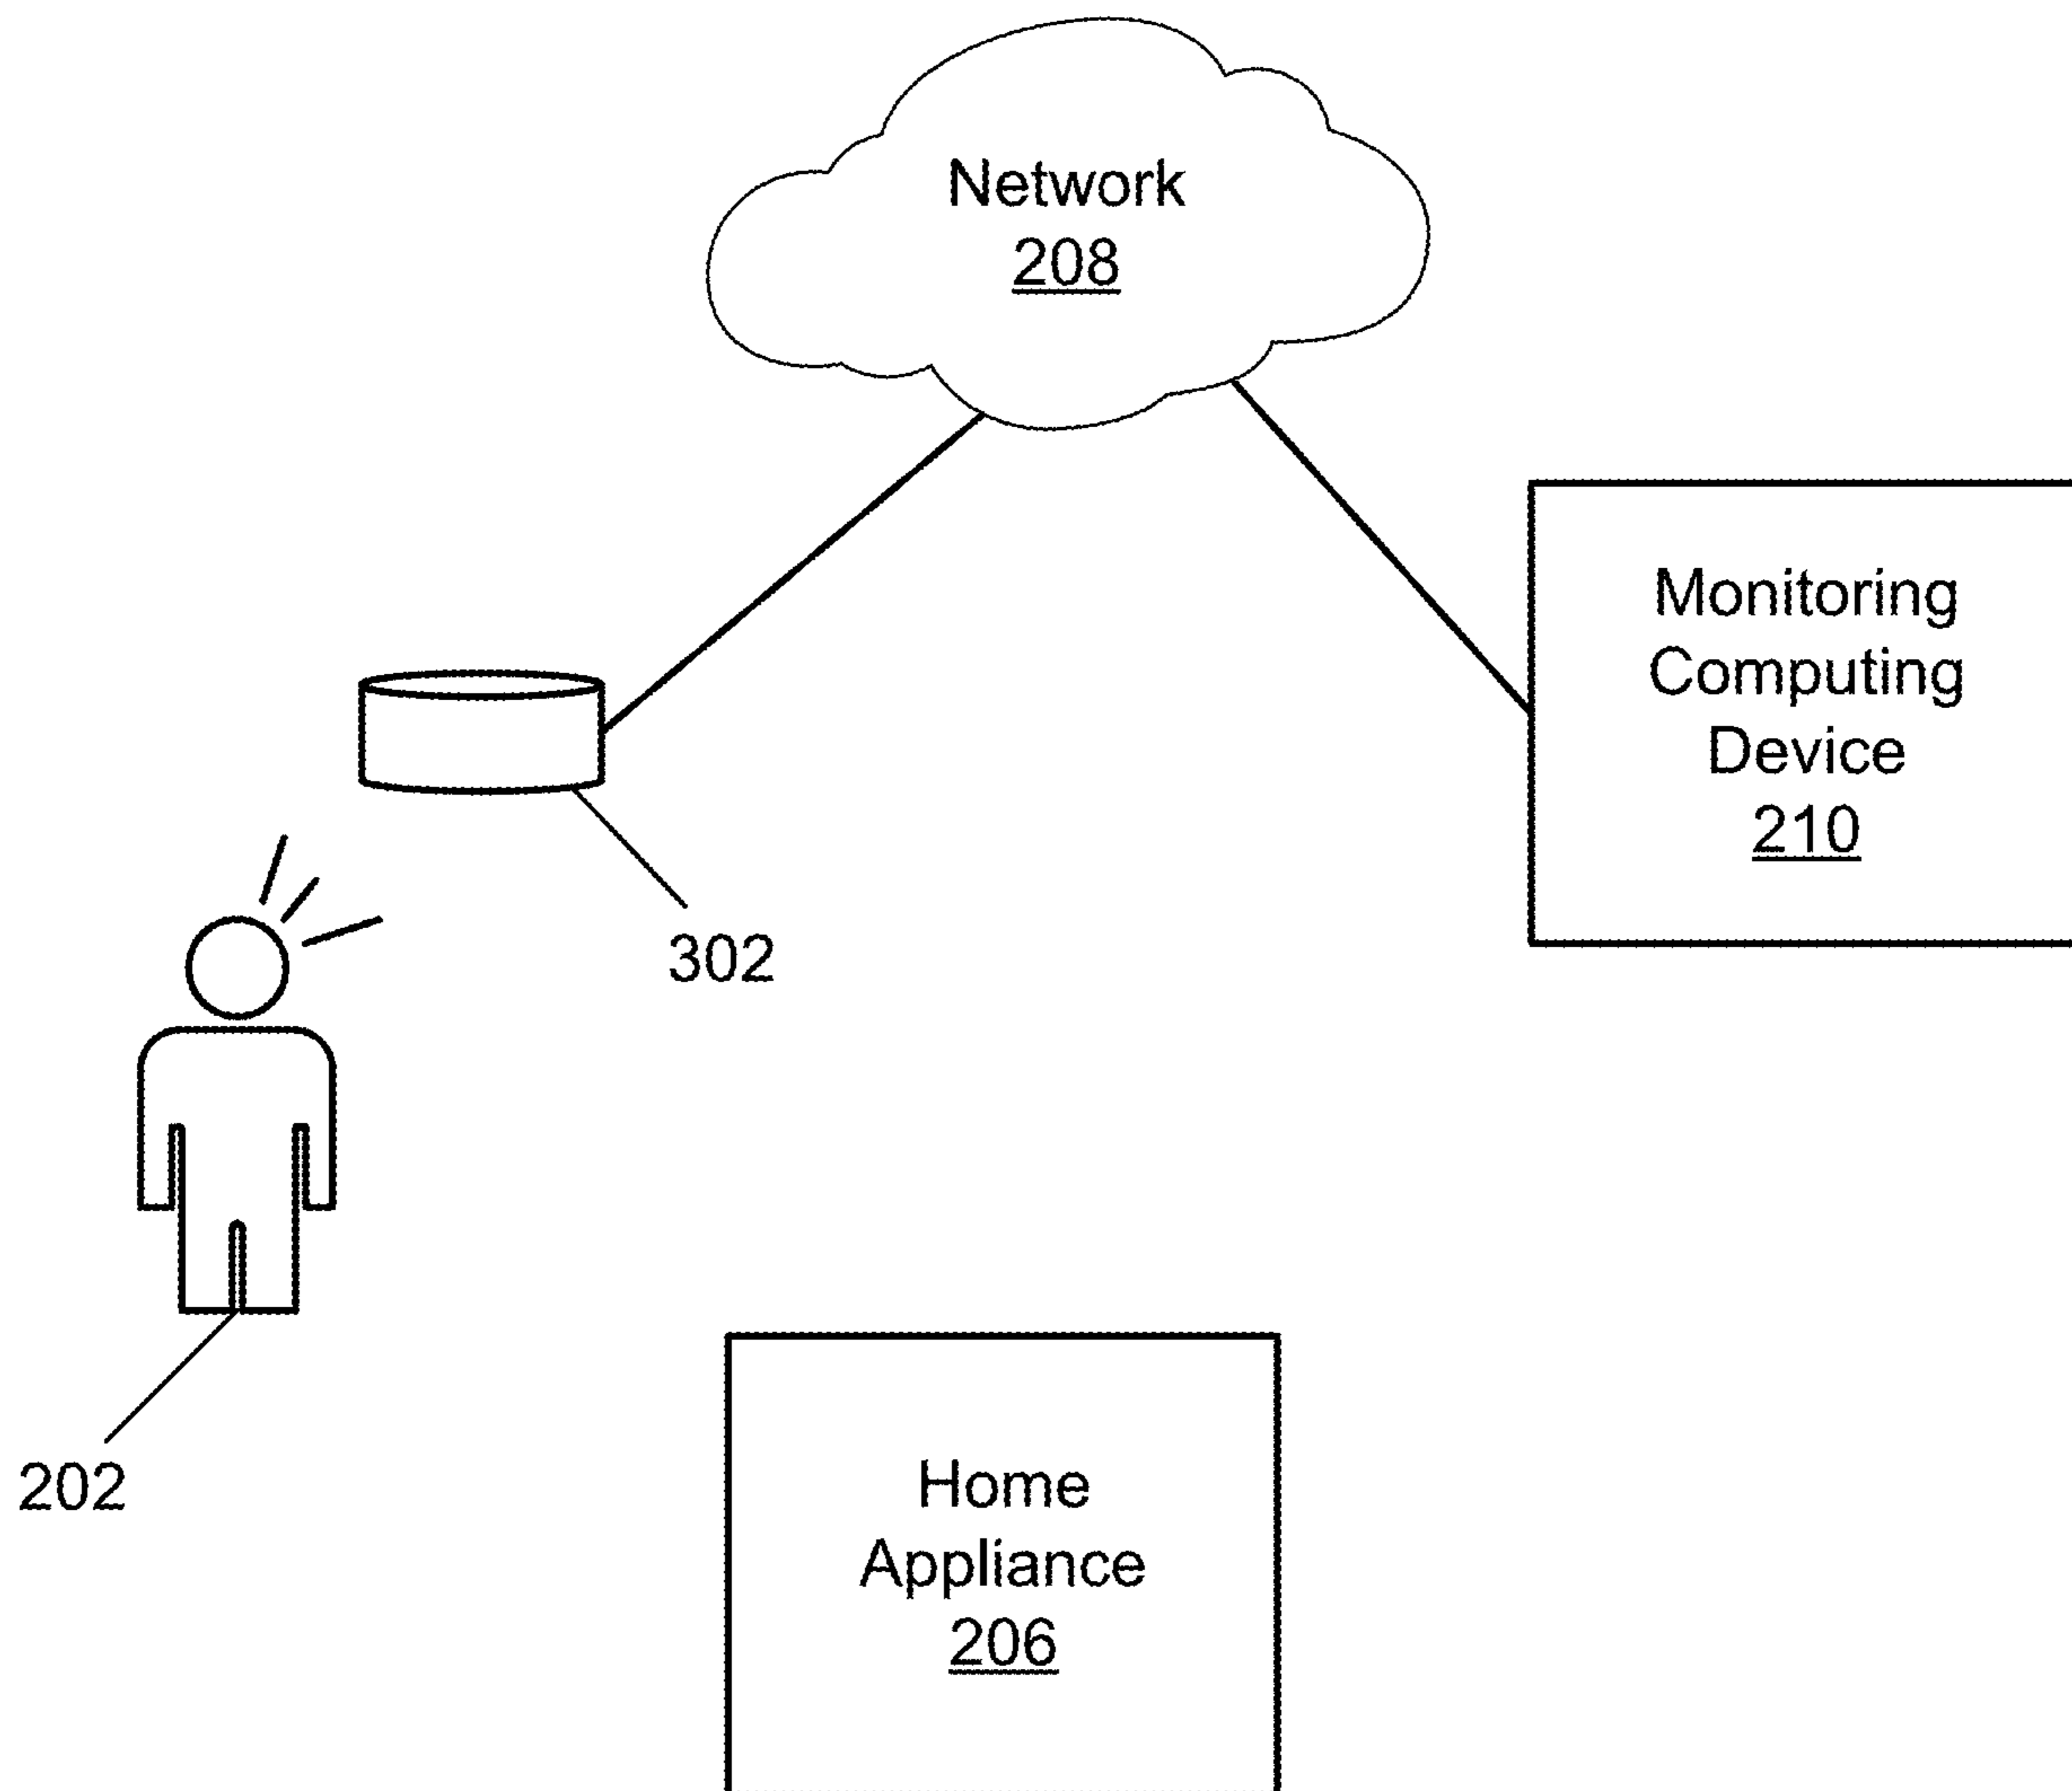 Network
208
Monitoring
Computing
Device
210
302
202
Home
Appliance
206